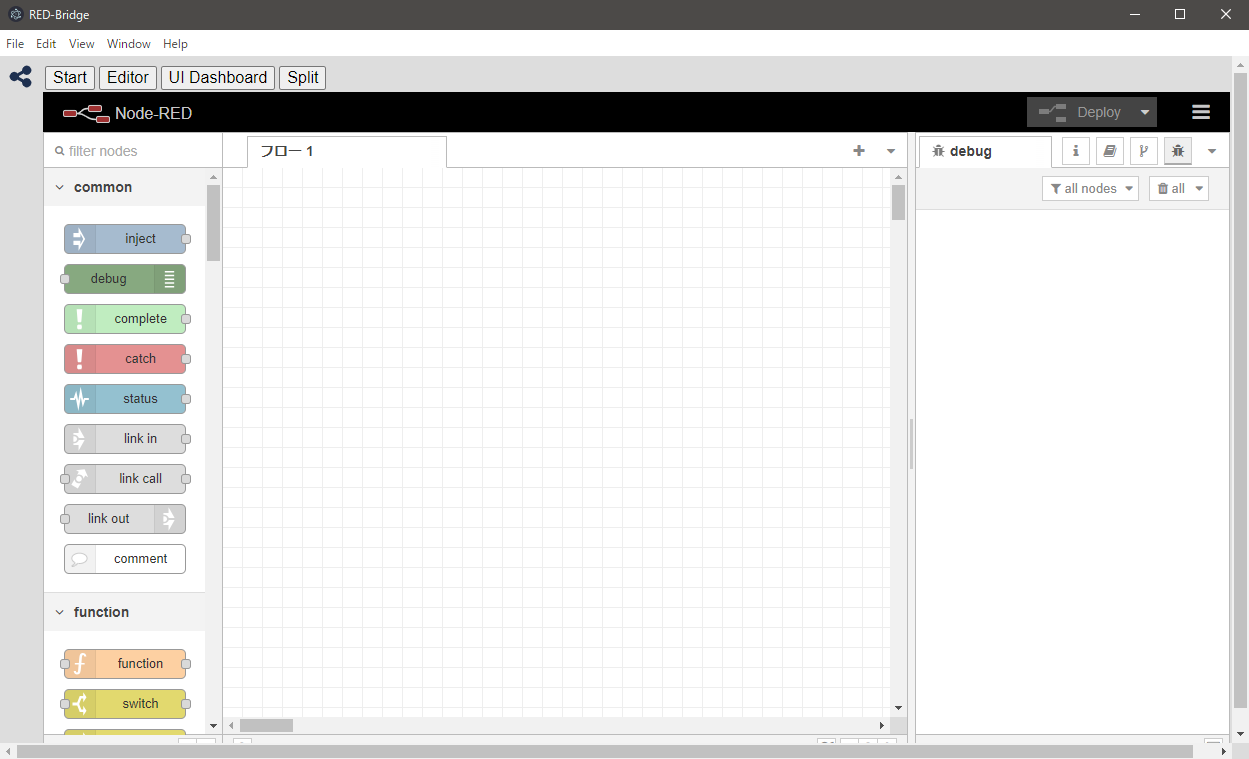 RED-Bridge
File Edit View Window Help
Start Editor UI Dashboard Split
Node-RED Deploy
filter nodes フロー 1 debug
common
all nodes all
inject
debug
complete
catch
status
link in
link call
link out
comment
function
function
switch